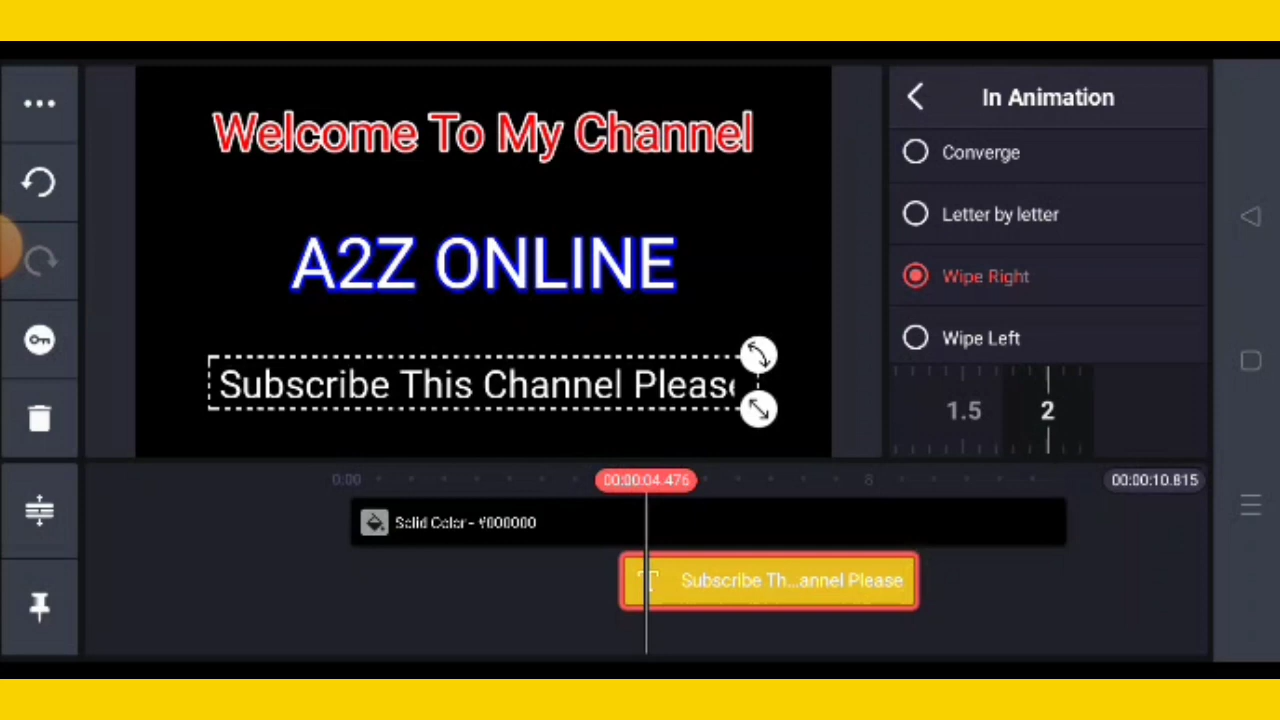 Welcome To My Channel
A2Z ONLINE
Subscribe This Channel Please
In Animation
Converge
Letter by letter
Wipe Right
Wipe Left
1.5 2
0:00 00:00:04.476 8 00:00:10.815
Solid Color - #000000
T Subscribe Th...annel Please